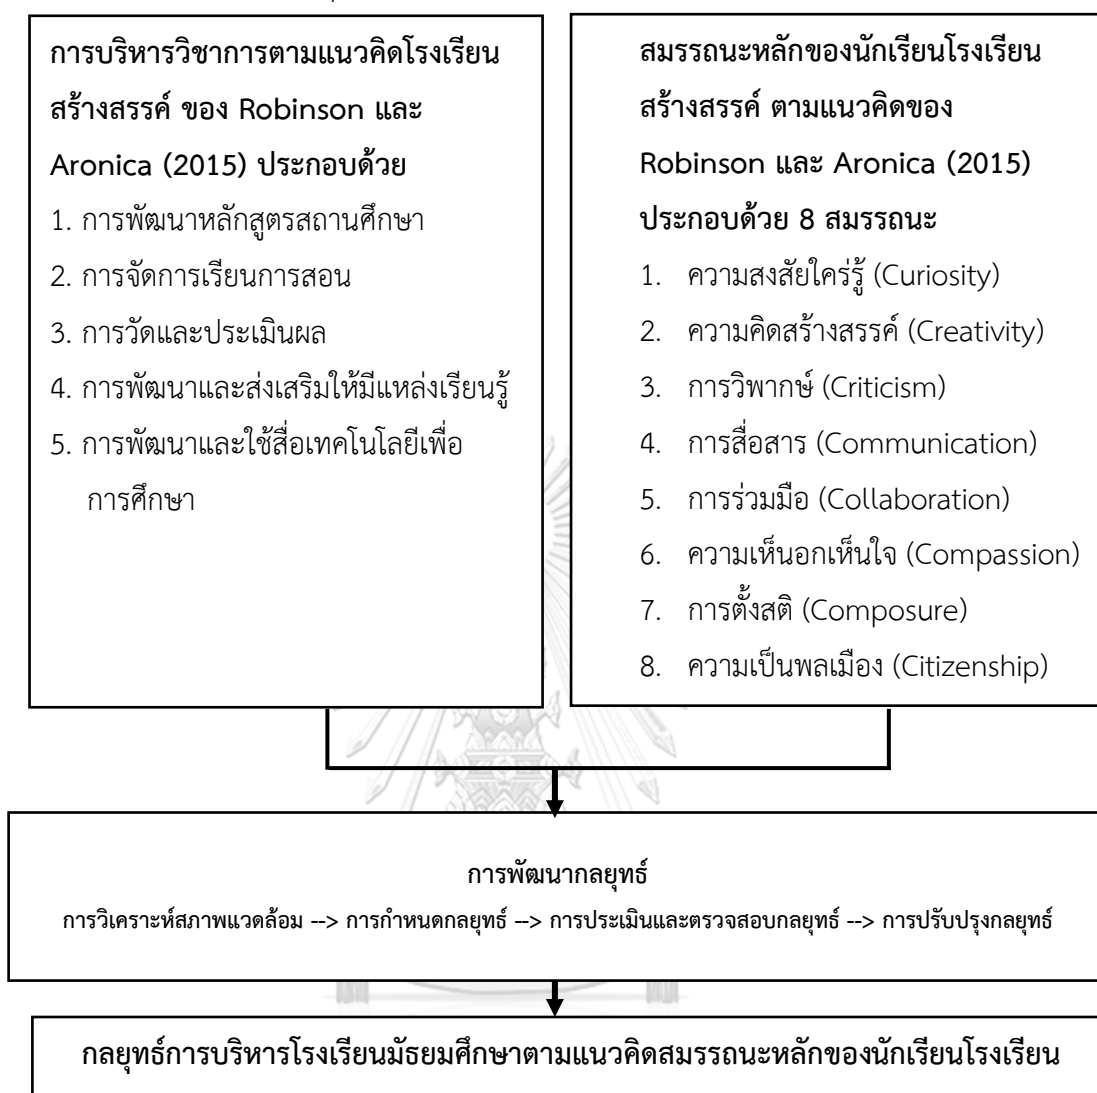 การบริหารวิชาการตามแนวคิดโรงเรียน
สร้างสรรค์ ของ Robinson และ
Aronica (2015) ประกอบด้วย
1. การพัฒนาหลักสูตรสถานศึกษา
2. การจัดการเรียนการสอน
3. การวัดและประเมินผล
4. การพัฒนาและส่งเสริมให้มีแหล่งเรียนรู้
5. การพัฒนาและใช้สื่อเทคโนโลยีเพื่อ
การศึกษา
สมรรถนะหลักของนักเรียนโรงเรียน
สร้างสรรค์ ตามแนวคิดของ
Robinson และ Aronica (2015)
ประกอบด้วย 8 สมรรถนะ
1. ความสงสัยใคร่รู้ (Curiosity)
2. ความคิดสร้างสรรค์ (Creativity)
3. การวิพากษ์ (Criticism)
4. การสื่อสาร (Communication)
5. การร่วมมือ (Collaboration)
6. ความเห็นอกเห็นใจ (Compassion)
7. การตั้งสติ (Composure)
8. ความเป็นพลเมือง (Citizenship)
การพัฒนากลยุทธ์
การวิเคราะห์สภาพแวดล้อม --> การกำหนดกลยุทธ์ --> การประเมินและตรวจสอบกลยุทธ์ --> การปรับปรุงกลยุทธ์
กลยุทธ์การบริหารโรงเรียนมัธยมศึกษาตามแนวคิดสมรรถนะหลักของนักเรียนโรงเรียน